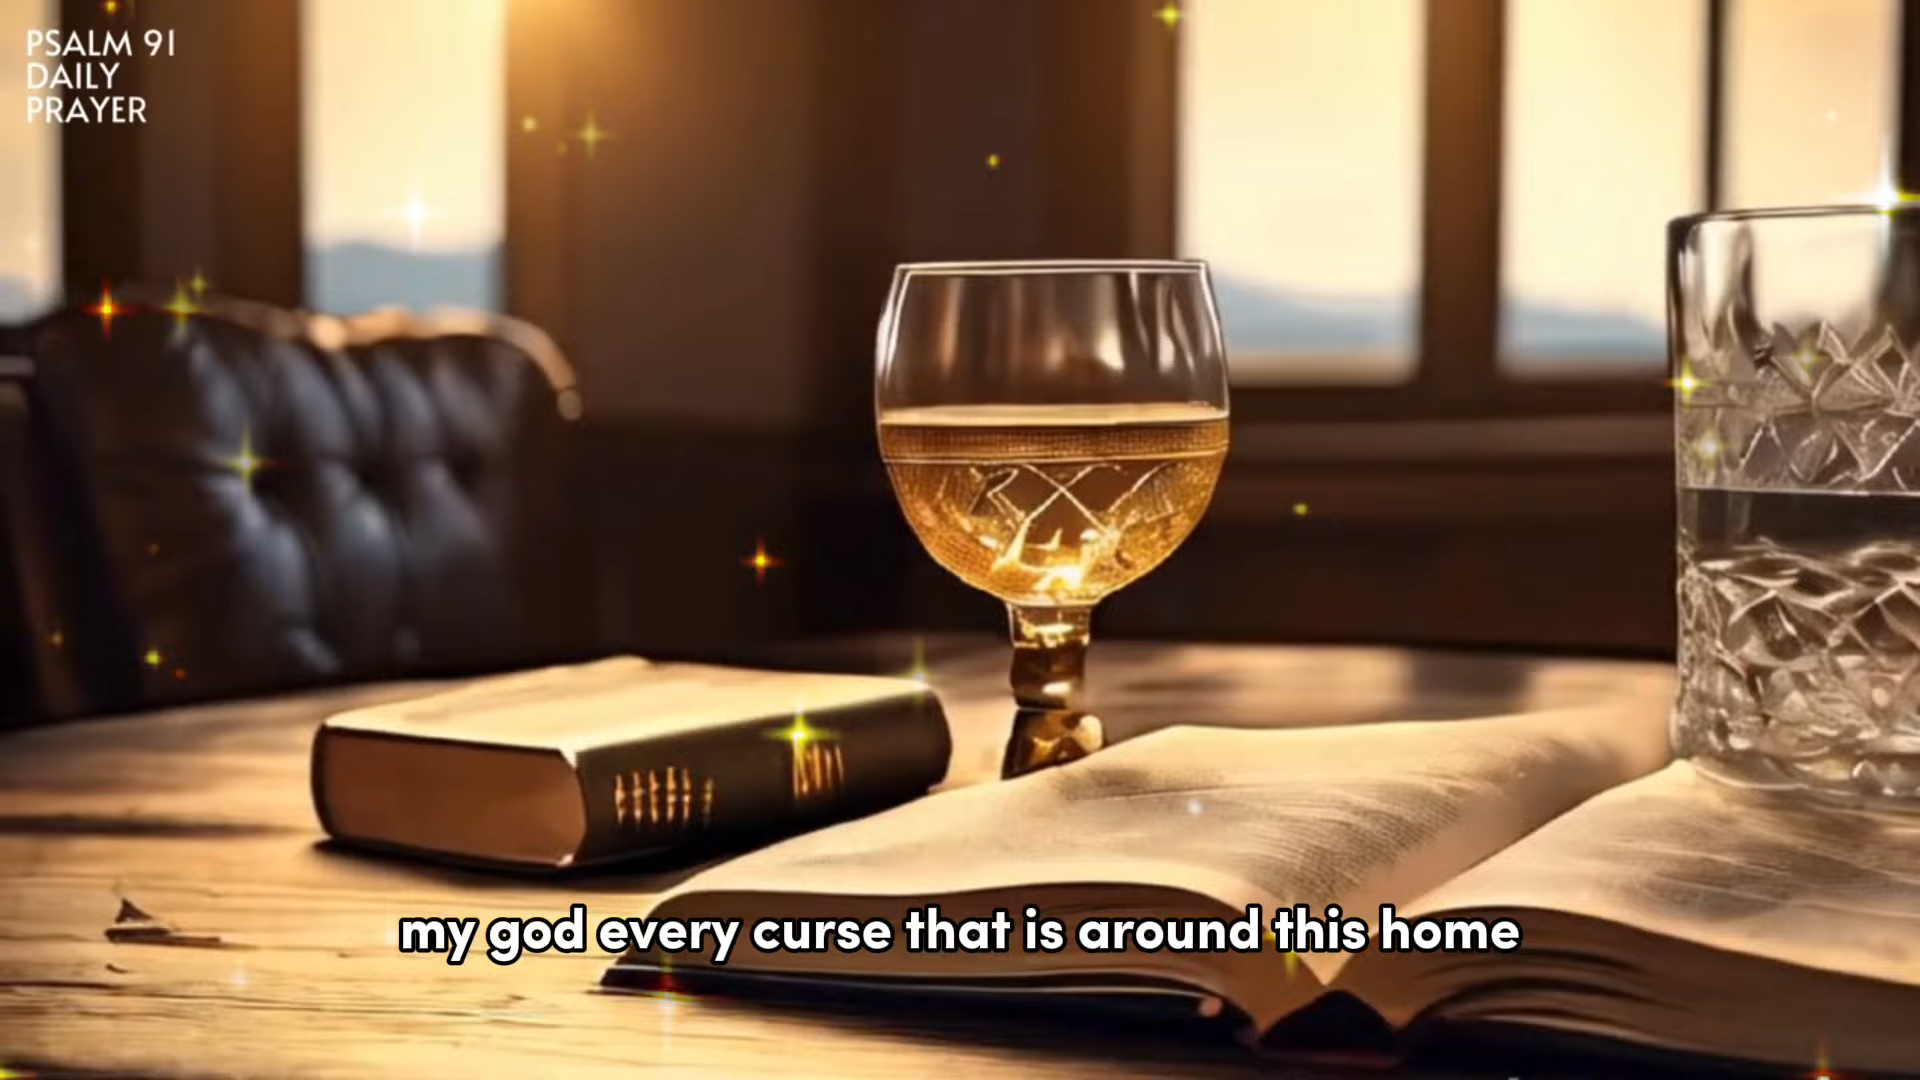 PSALM 91
DAILY
PRAYER
my god every curse that is around this home